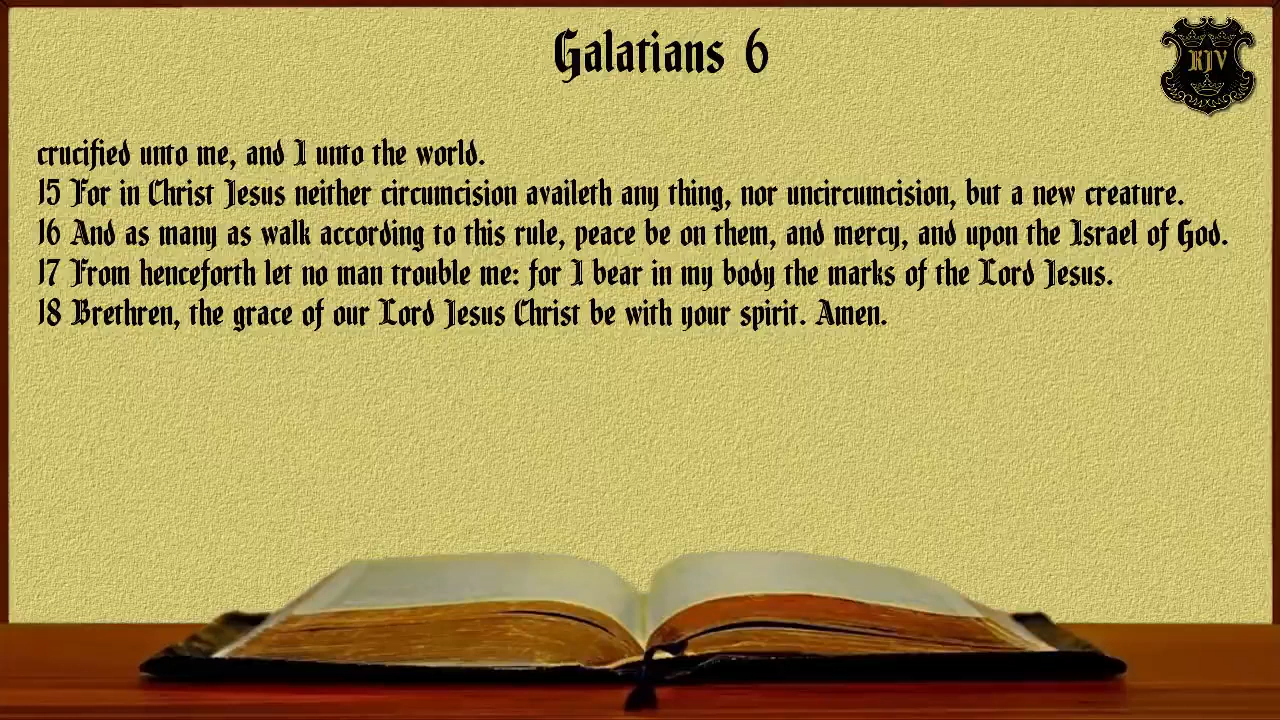 Galatians 6
KJV
crucified unto me, and I unto the world.
15 For in Christ Jesus neither circumcision availeth any thing, nor uncircumcision, but a new creature.
16 And as many as walk according to this rule, peace be on them, and mercy, and upon the Israel of God.
17 From henceforth let no man trouble me: for I bear in my body the marks of the Lord Jesus.
18 Brethren, the grace of our Lord Jesus Christ be with your spirit. Amen.